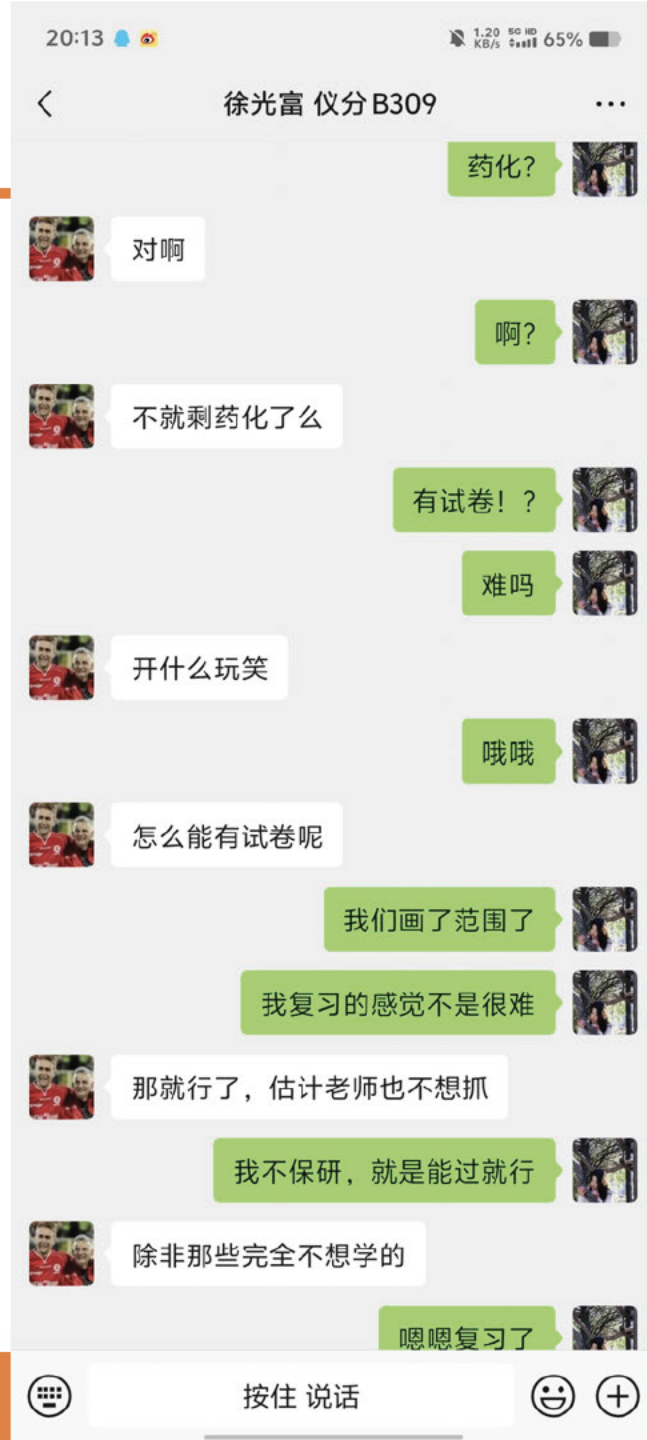 20:13
1.20 KB/s 5G HD 65%
徐光富 仪分B309
药化?
对啊
啊?
不就剩药化了么
有试卷！?
难吗
开什么玩笑
哦哦
怎么能有试卷呢
我们画了范围了
我复习的感觉不是很难
那就行了，估计老师也不想抓
我不保研，就是能过就行
除非那些完全不想学的
嗯嗯复习了
按住 说话